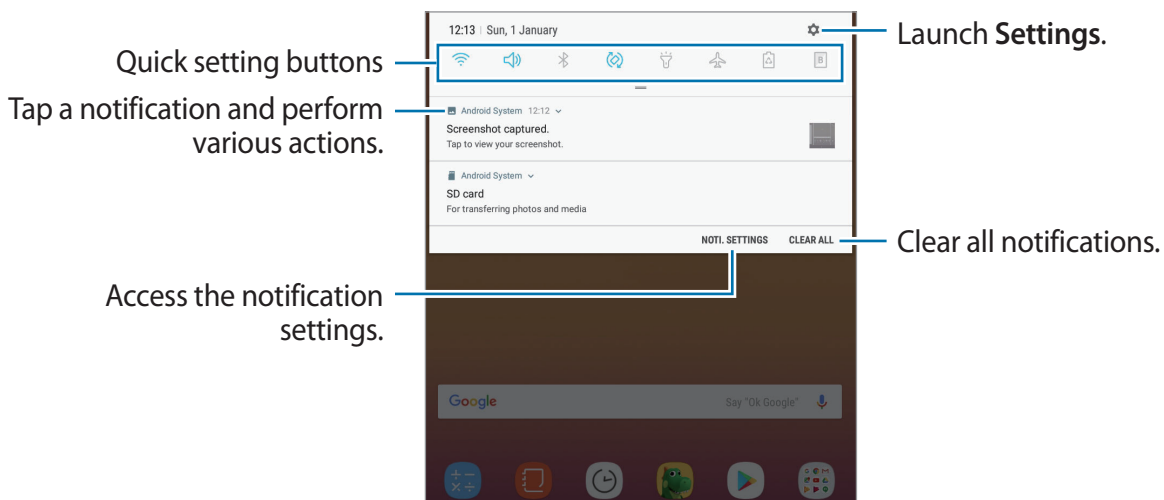 12:13 Sun, 1 January
Launch Settings.
Quick setting buttons
B
Tap a notification and perform
various actions.
Android System 12:12
Screenshot captured.
Tap to view your screenshot.
Android System
SD card
For transferring photos and media
NOTI. SETTINGS CLEAR ALL
Clear all notifications.
Access the notification
settings.
Google Say "Ok Google"